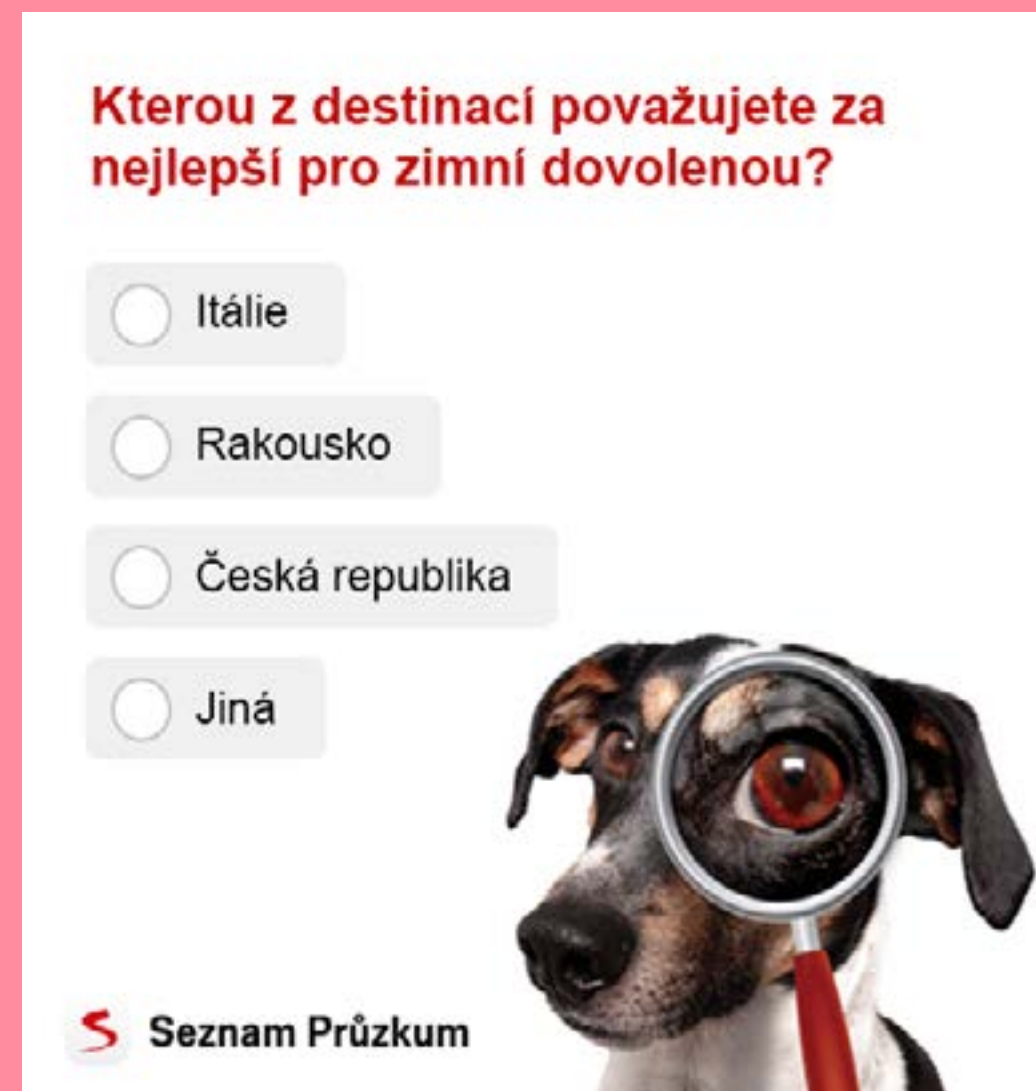 Kterou z destinací považujete za
nejlepší pro zimní dovolenou?
Itálie
Rakousko
Česká republika
Jiná
Seznam Průzkum